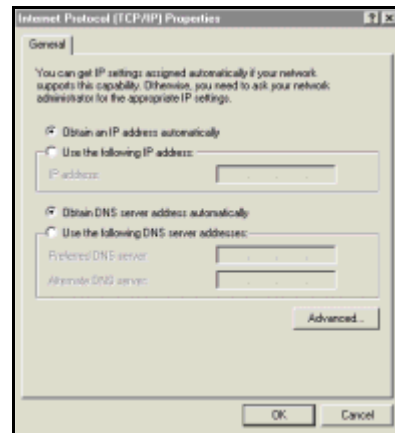 Internet Protocol (TCP/IP) Properties
General
You can get IP settings assigned automatically if your network
supports this capability. Otherwise, you need to ask your network
administrator for the appropriate IP settings.
Obtain an IP address automatically
Use the following IP address:
IP address:
Obtain DNS server address automatically
Use the following DNS server addresses:
Preferred DNS server:
Alternate DNS server:
Advanced...
OK
Cancel